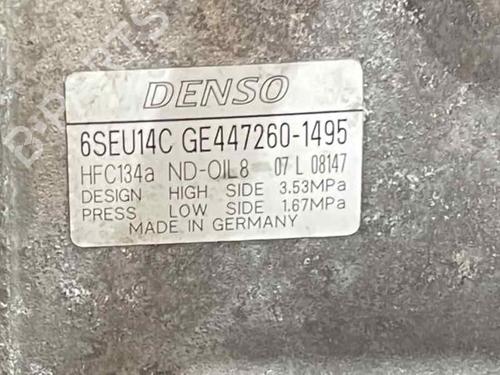 B-PARTS
DENSO
6SEU14C GE447260-1495
HFC134a ND-OIL8 07 L 08147
DESIGN HIGH SIDE 3.53MPa
PRESS LOW SIDE 1.67MPa
MADE IN GERMANY